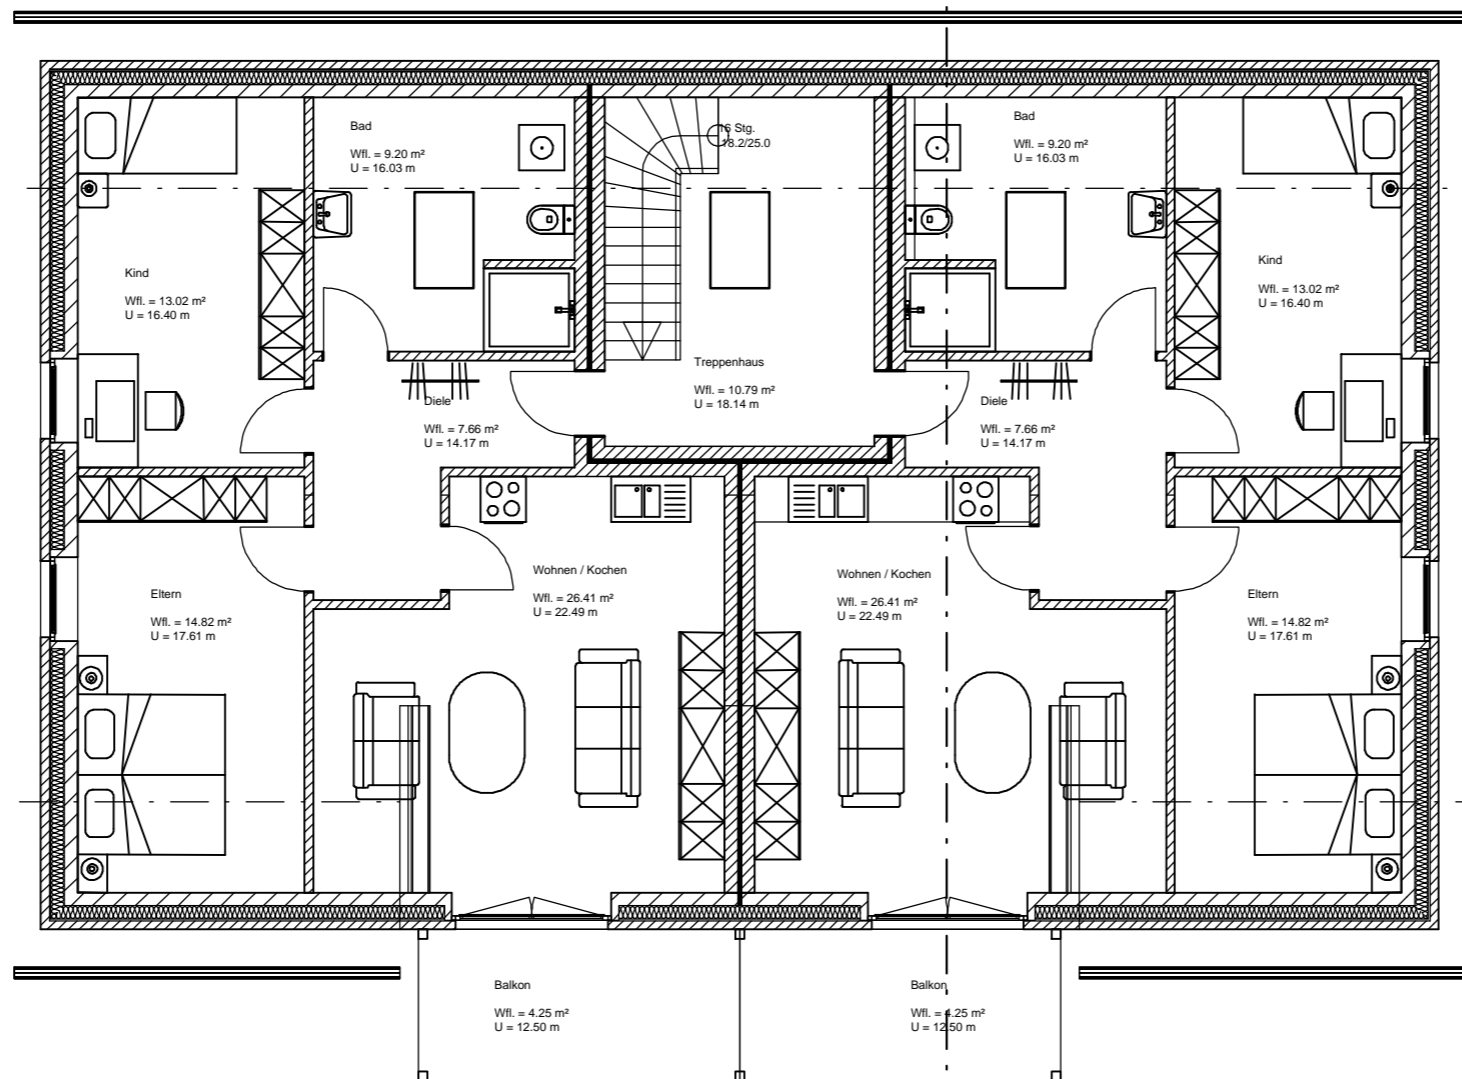 Bad
Wfl. = 9.20 m²
U = 16.03 m
16 Stg.
18.2/25.0
Bad
Wfl. = 9.20 m²
U = 16.03 m
Kind
Wfl. = 13.02 m²
U = 16.40 m
Kind
Wfl. = 13.02 m²
U = 16.40 m
Treppenhaus
Wfl. = 10.79 m²
U = 18.14 m
Diele
Wfl. = 7.66 m²
U = 14.17 m
Diele
Wfl. = 7.66 m²
U = 14.17 m
Wohnen / Kochen
Wfl. = 26.41 m²
U = 22.49 m
Wohnen / Kochen
Wfl. = 26.41 m²
U = 22.49 m
Eltern
Wfl. = 14.82 m²
U = 17.61 m
Eltern
Wfl. = 14.82 m²
U = 17.61 m
Balkon
Wfl. = 4.25 m²
U = 12.50 m
Balkon
Wfl. = 4.25 m²
U = 12.50 m